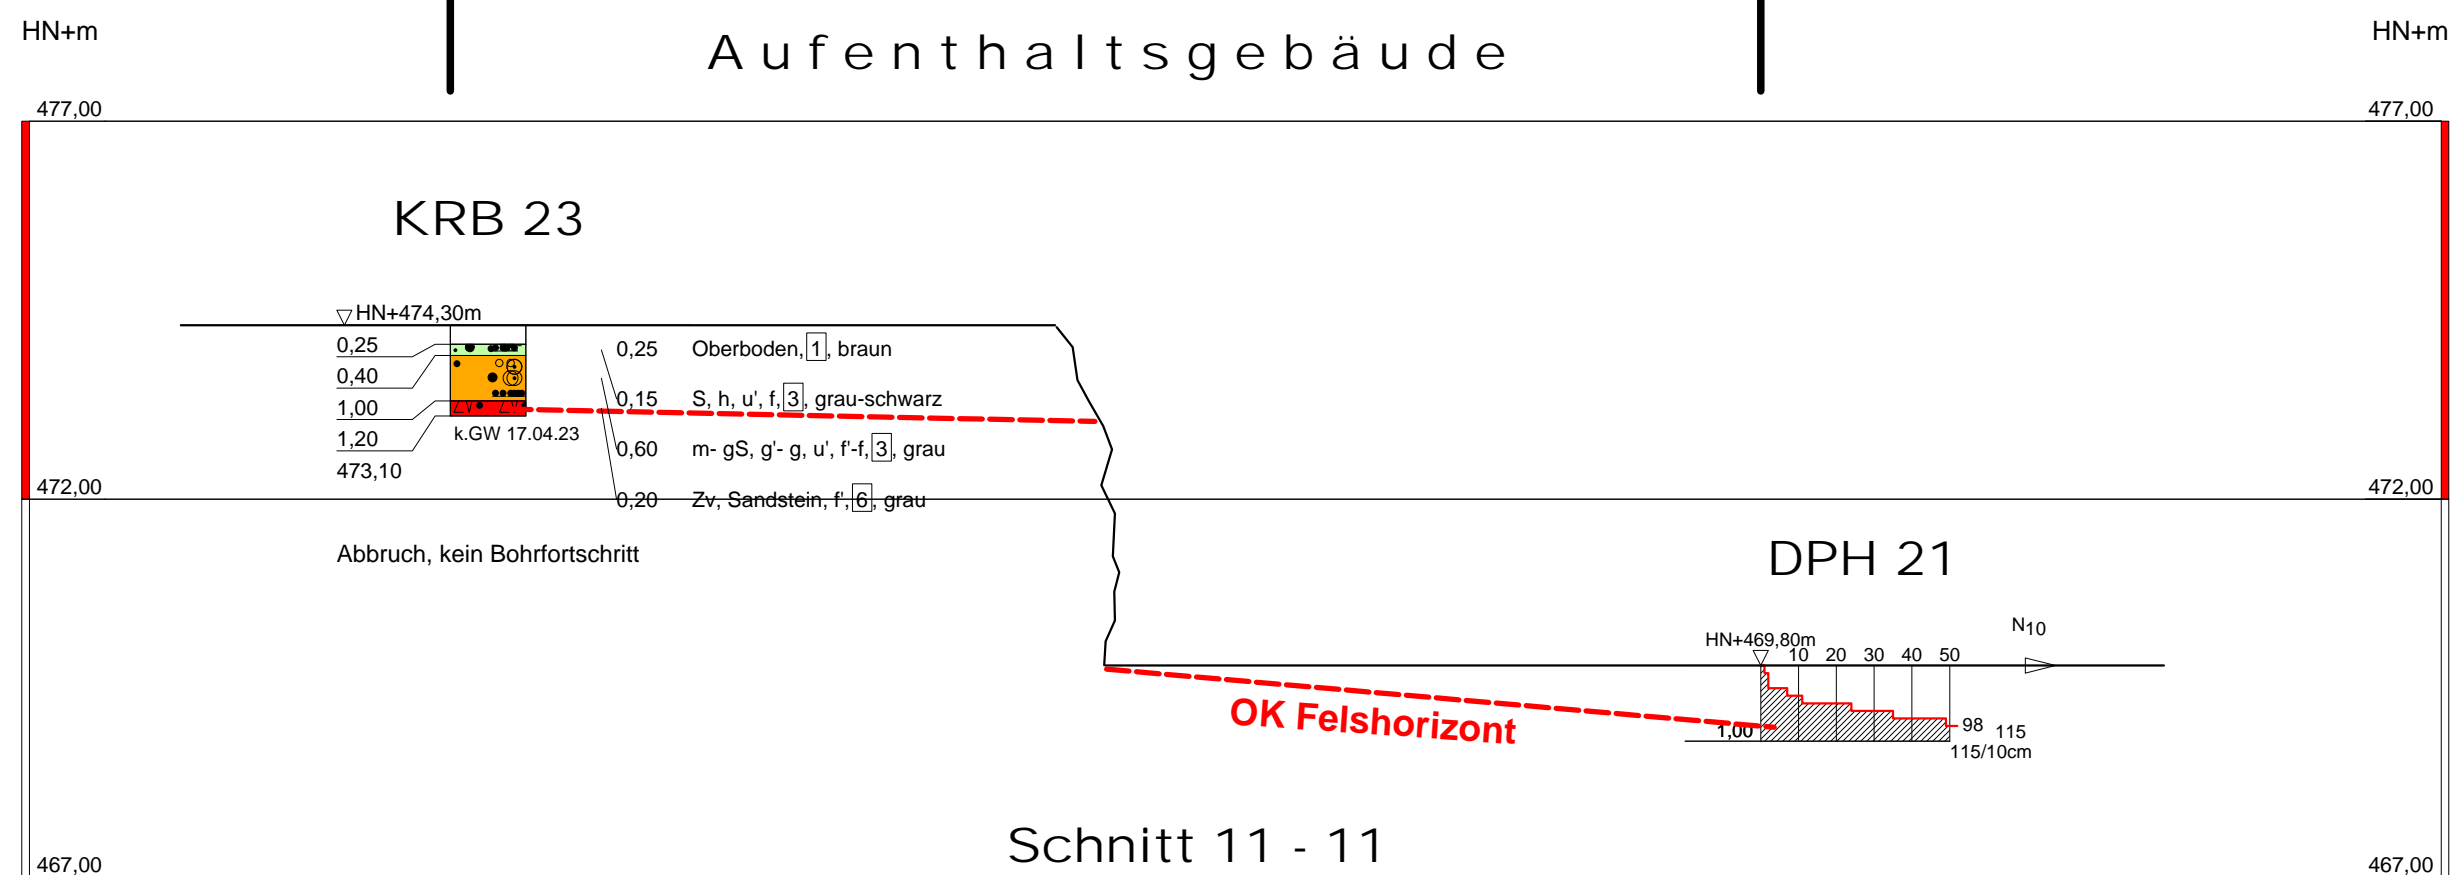 HN+m
HN+m
Aufenthaltsgebäude
477,00
477,00
KRB 23
HN+474,30m
0,25
0,40
1,00
1,20
473,10
k.GW 17.04.23
0,25 Oberboden, 1, braun
0,15 S, h, u', f, 3, grau-schwarz
0,60 m- gS, g'- g, u', f'-f, 3, grau
0,20 Zv, Sandstein, f', 6, grau
472,00
472,00
Abbruch, kein Bohrfortschritt
DPH 21
N10
HN+469,80m
10 20 30 40 50
OK Felshorizont
1,00
98 115
115/10cm
Schnitt 11 - 11
467,00
467,00